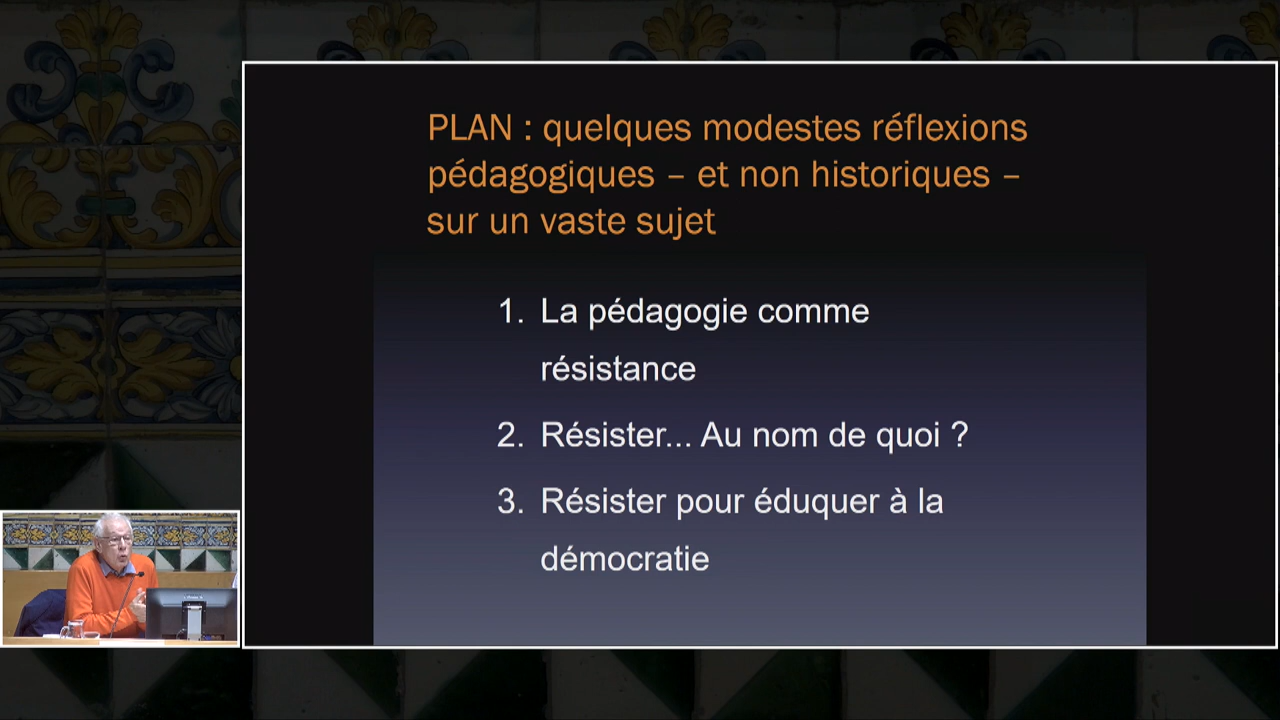 PLAN : quelques modestes réflexions
pédagogiques – et non historiques –
sur un vaste sujet
1. La pédagogie comme
résistance
2. Résister... Au nom de quoi ?
3. Résister pour éduquer à la
démocratie